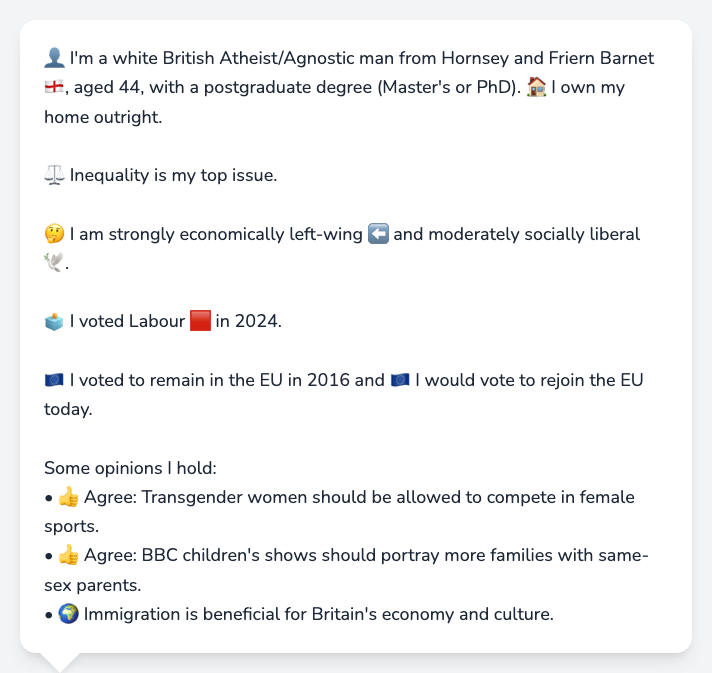 👤 I'm a white British Atheist/Agnostic man from Hornsey and Friern Barnet
🏴󠁧󠁢󠁥󠁮󠁧󠁿, aged 44, with a postgraduate degree (Master's or PhD). 🏠 I own my
home outright.
⚖️ Inequality is my top issue.
🤔 I am strongly economically left-wing ⬅️ and moderately socially liberal
🕊️.
🗳️ I voted Labour 🟥 in 2024.
🇪🇺 I voted to remain in the EU in 2016 and 🇪🇺 I would vote to rejoin the EU
today.
Some opinions I hold:
• 👍 Agree: Transgender women should be allowed to compete in female
sports.
• 👍 Agree: BBC children's shows should portray more families with same-
sex parents.
• 🌍 Immigration is beneficial for Britain's economy and culture.